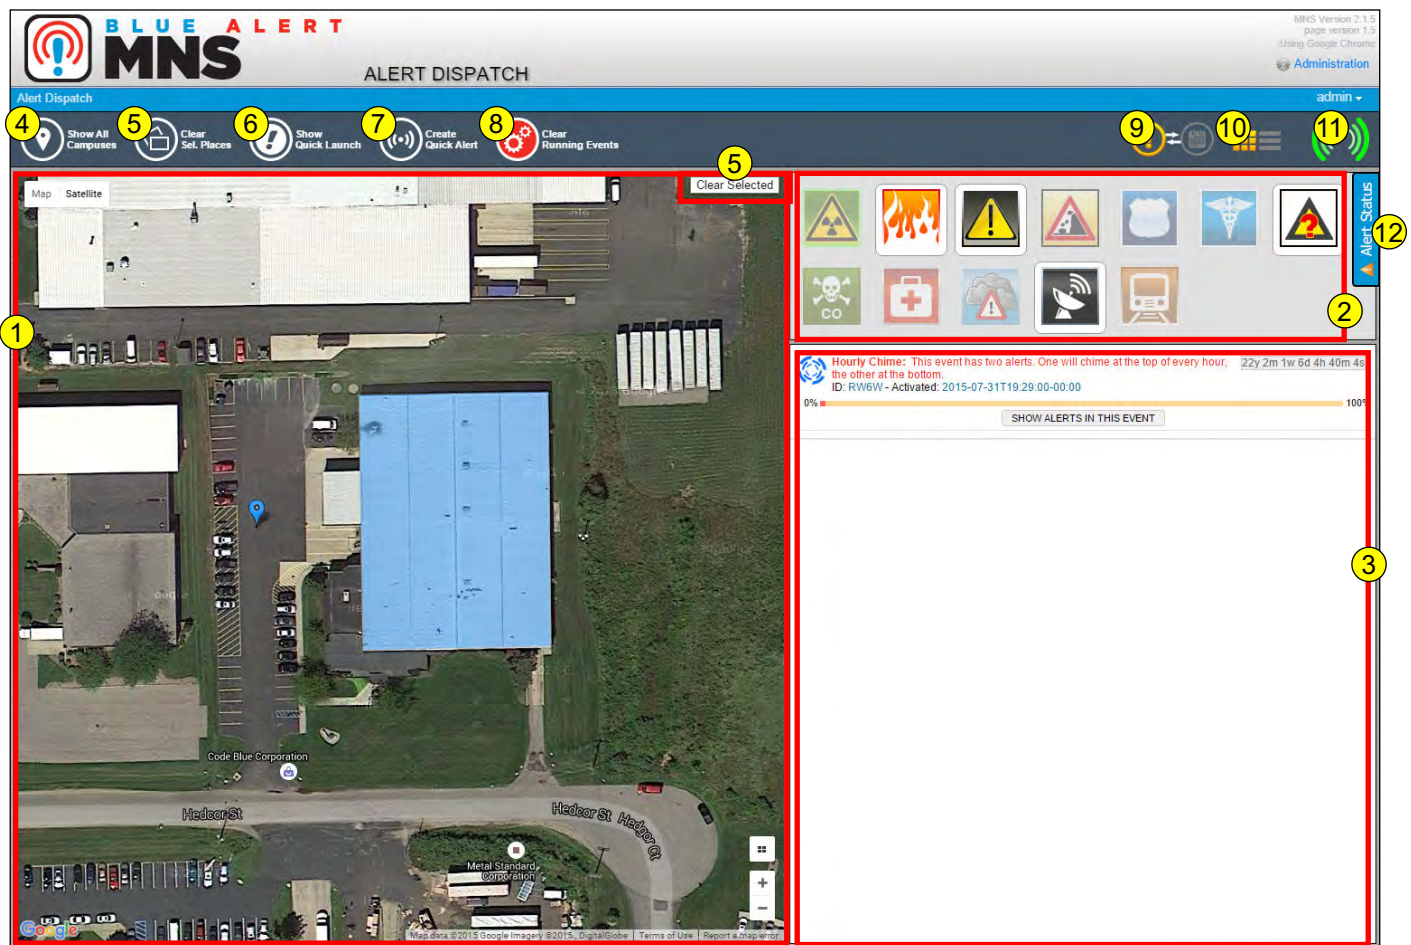 BLUE ALERT
MNS
ALERT DISPATCH
MNS Version 2.1.5
page version 1.5
Using Google Chrome
Administration
Alert Dispatch
admin
4
Show All
Campuses
5
Clear
Sel. Places
6
Show
Quick Launch
7
Create
Quick Alert
8
Clear
Running Events
9
10
11
5
Clear Selected
Map
Satellite
Alert Status
12
CO
2
1
Hourly Chime: This event has two alerts. One will chime at the top of every hour,
the other at the bottom.
22y 2m 1w 6d 4h 40m 4s
ID: RW6W - Activated: 2015-07-31T19:29:00-00:00
0%
100%
SHOW ALERTS IN THIS EVENT
3
Code Blue Corporation
Hedcor St
Hedcor St
Hedcor Ct
Metal Standard
Corporation
+
−
Google
Map data ©2015 Google Imagery ©2015, DigitalGlobe
Terms of Use
Report a map error